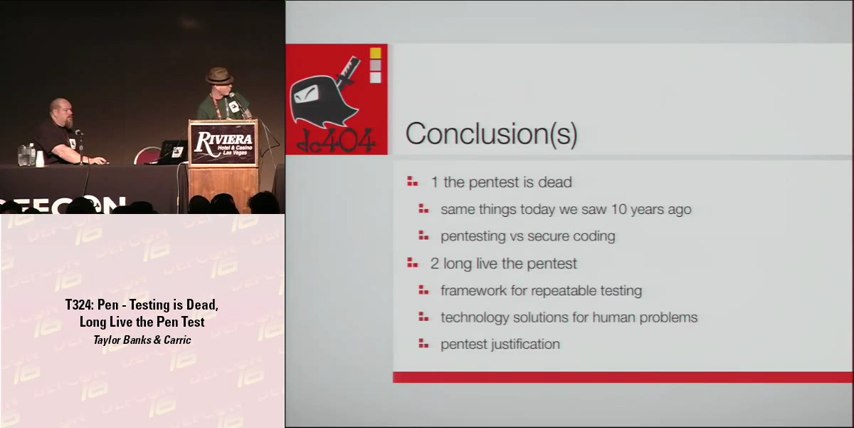 RIVIERA
Hotel & Casino
Las Vegas
DEFCON
T324: Pen - Testing is Dead,
Long Live the Pen Test
Taylor Banks & Carric
dc404
Conclusion(s)
1 the pentest is dead
same things today we saw 10 years ago
pentesting vs secure coding
2 long live the pentest
framework for repeatable testing
technology solutions for human problems
pentest justification